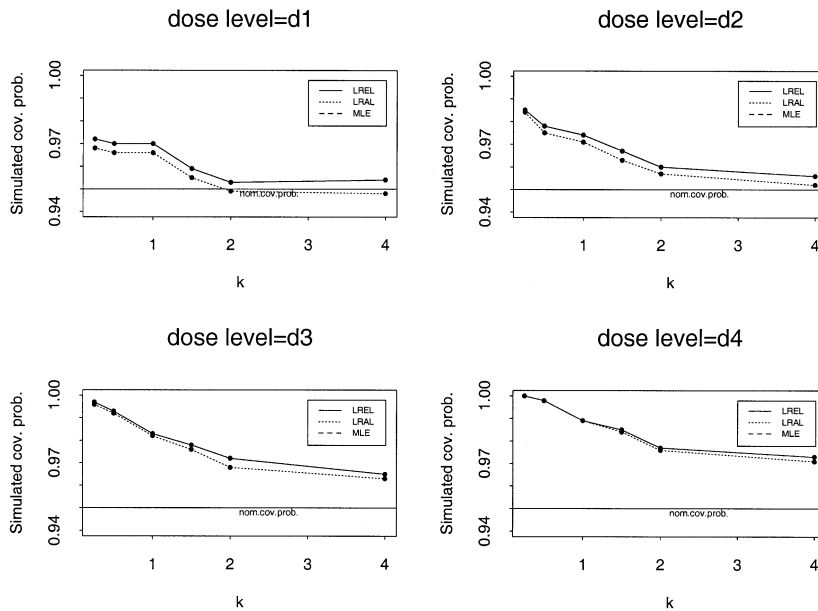 dose level=d1
Simulated cov. prob.
1.00
0.97
0.94
LREL
LRAL
MLE
nom.cov.prob.
1
2
3
4
k
dose level=d2
Simulated cov. prob.
1.00
0.97
0.94
LREL
LRAL
MLE
nom.cov.prob.
1
2
3
4
k
dose level=d3
Simulated cov. prob.
1.00
0.97
0.94
LREL
LRAL
MLE
nom.cov.prob.
1
2
3
4
k
dose level=d4
Simulated cov. prob.
1.00
0.97
0.94
LREL
LRAL
MLE
nom.cov.prob.
1
2
3
4
k